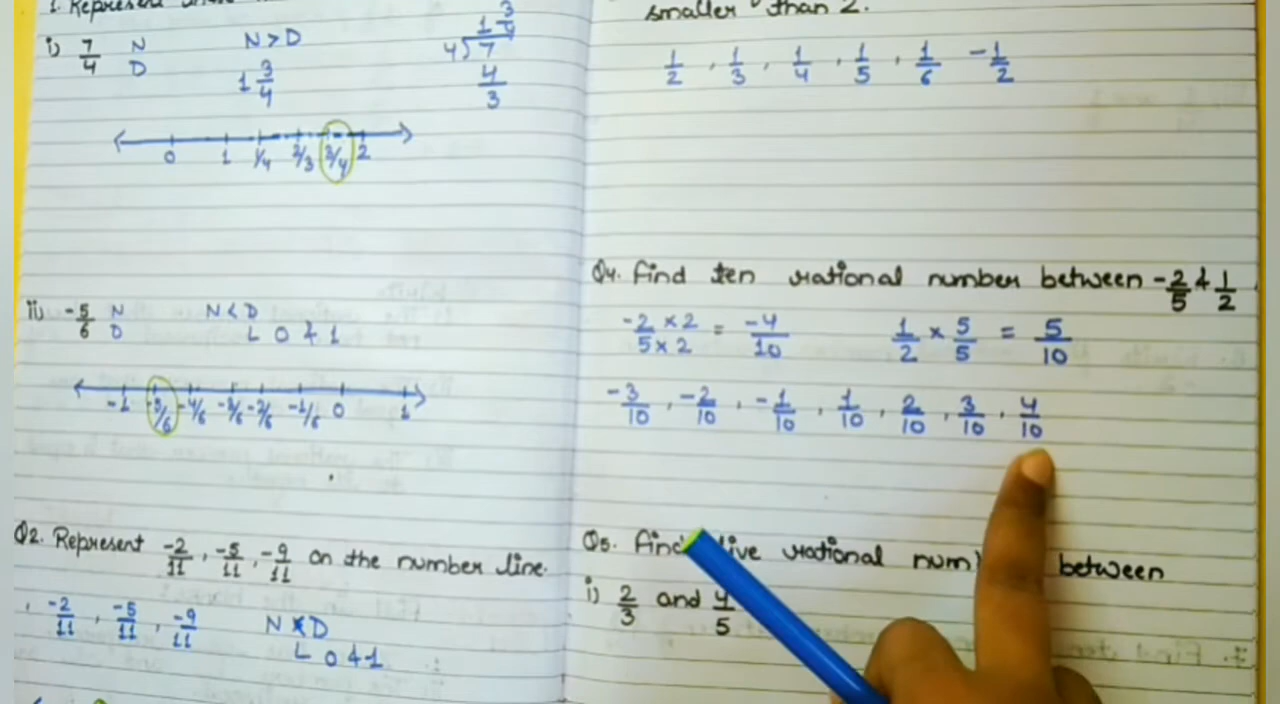 1. Represent
i) 7/4 N D N > D
1 3/4
1 3/4
4) 7
4
3
0 1 1/4 2/3 3/4 2
ii) -5/6 N D N < D
L 0 & 1
-1 -5/6 -4/6 -3/6 -2/6 -1/6 0 1
Q2. Represent -2/11, -5/11, -9/11 on the number line.
-2/11, -5/11, -9/11 N D
L 0 & -1
smaller than 2.
1/2, 1/3, 1/4, 1/5, 1/6 -1/2
Q4. Find ten rational number between -2/5 & 1/2
-2×2/5×2 = -4/10 1/2 × 5/5 = 5/10
-3/10, -2/10, -1/10, 1/10, 2/10, 3/10, 4/10
Q5. Find five rational num between
i) 2/3 and 4/5